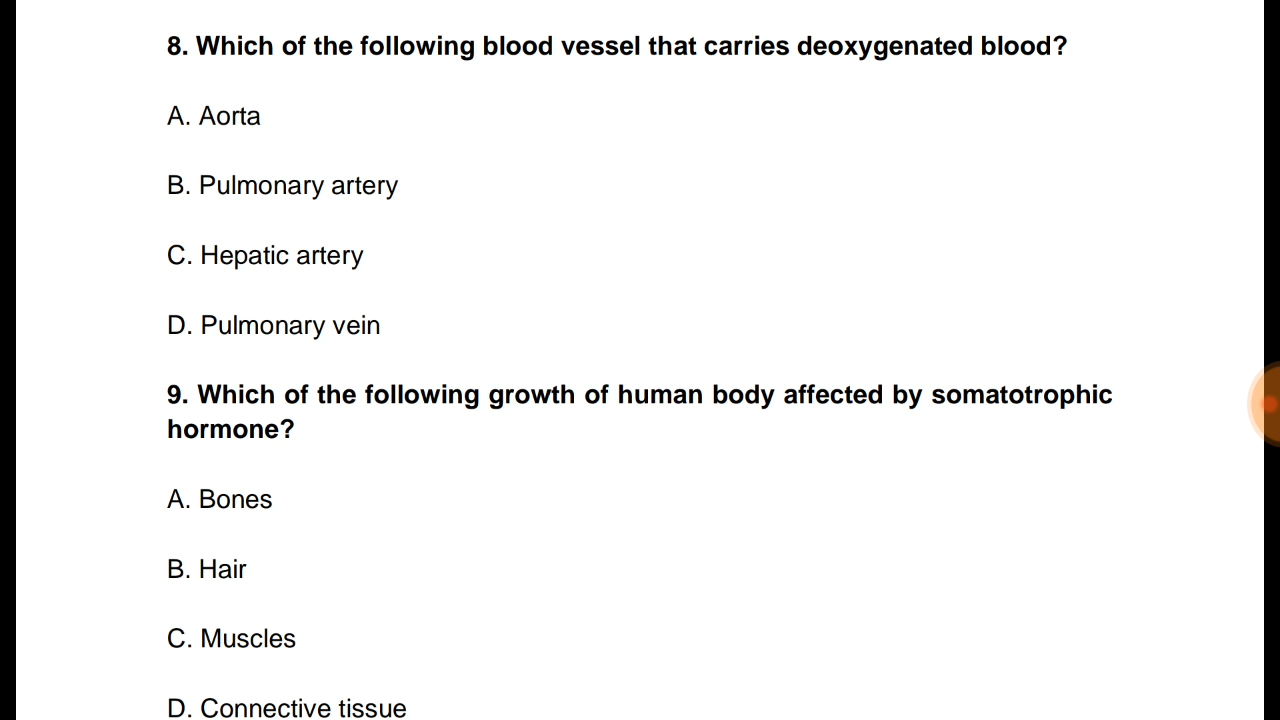 8. Which of the following blood vessel that carries deoxygenated blood?
A. Aorta
B. Pulmonary artery
C. Hepatic artery
D. Pulmonary vein
9. Which of the following growth of human body affected by somatotrophic
hormone?
A. Bones
B. Hair
C. Muscles
D. Connective tissue